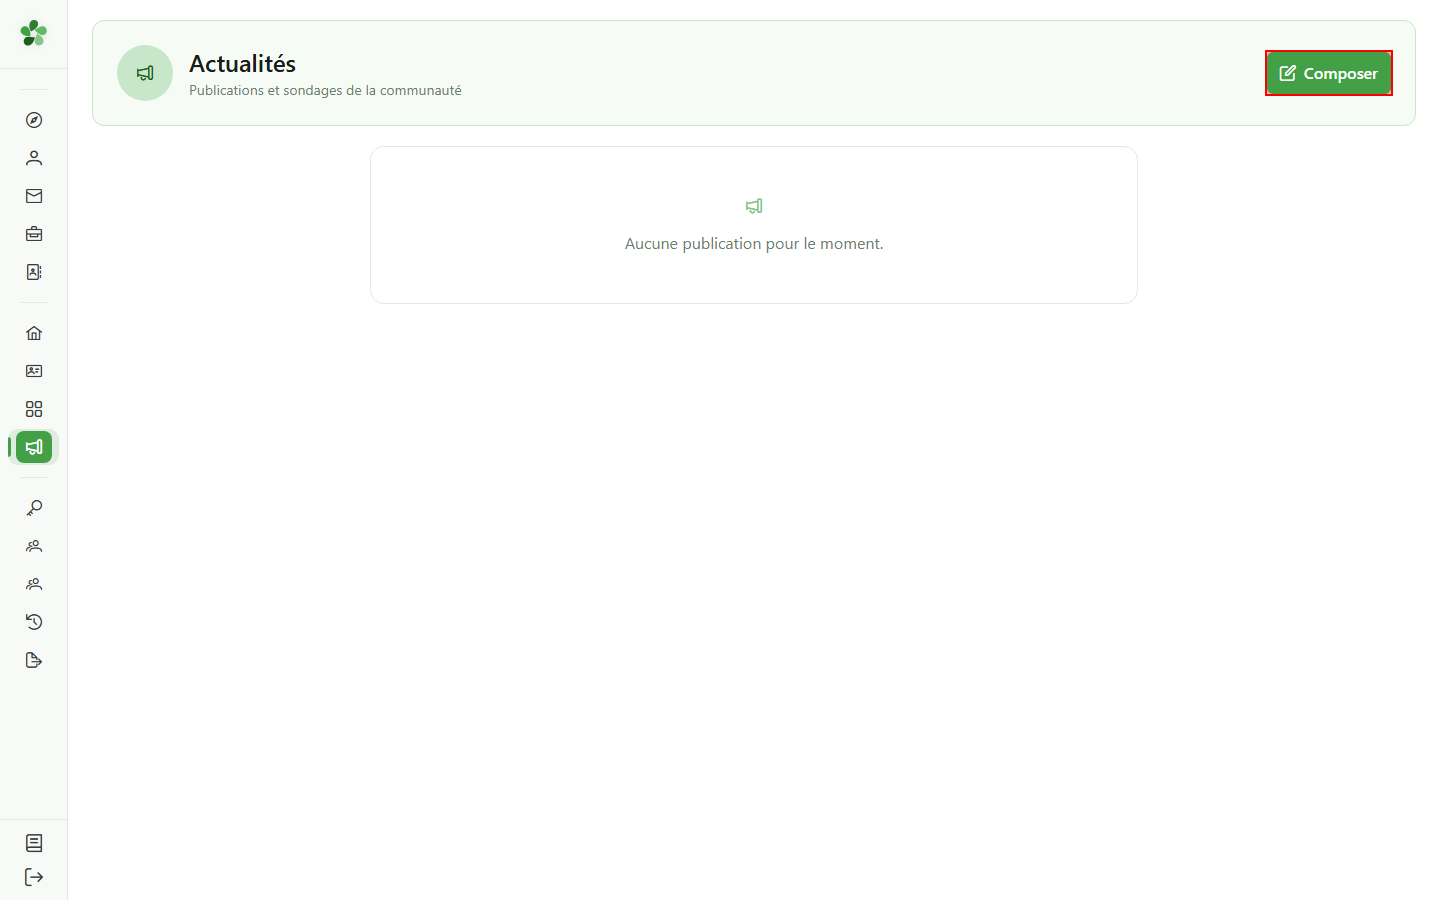 Actualités
Publications et sondages de la communauté
Composer
Aucune publication pour le moment.